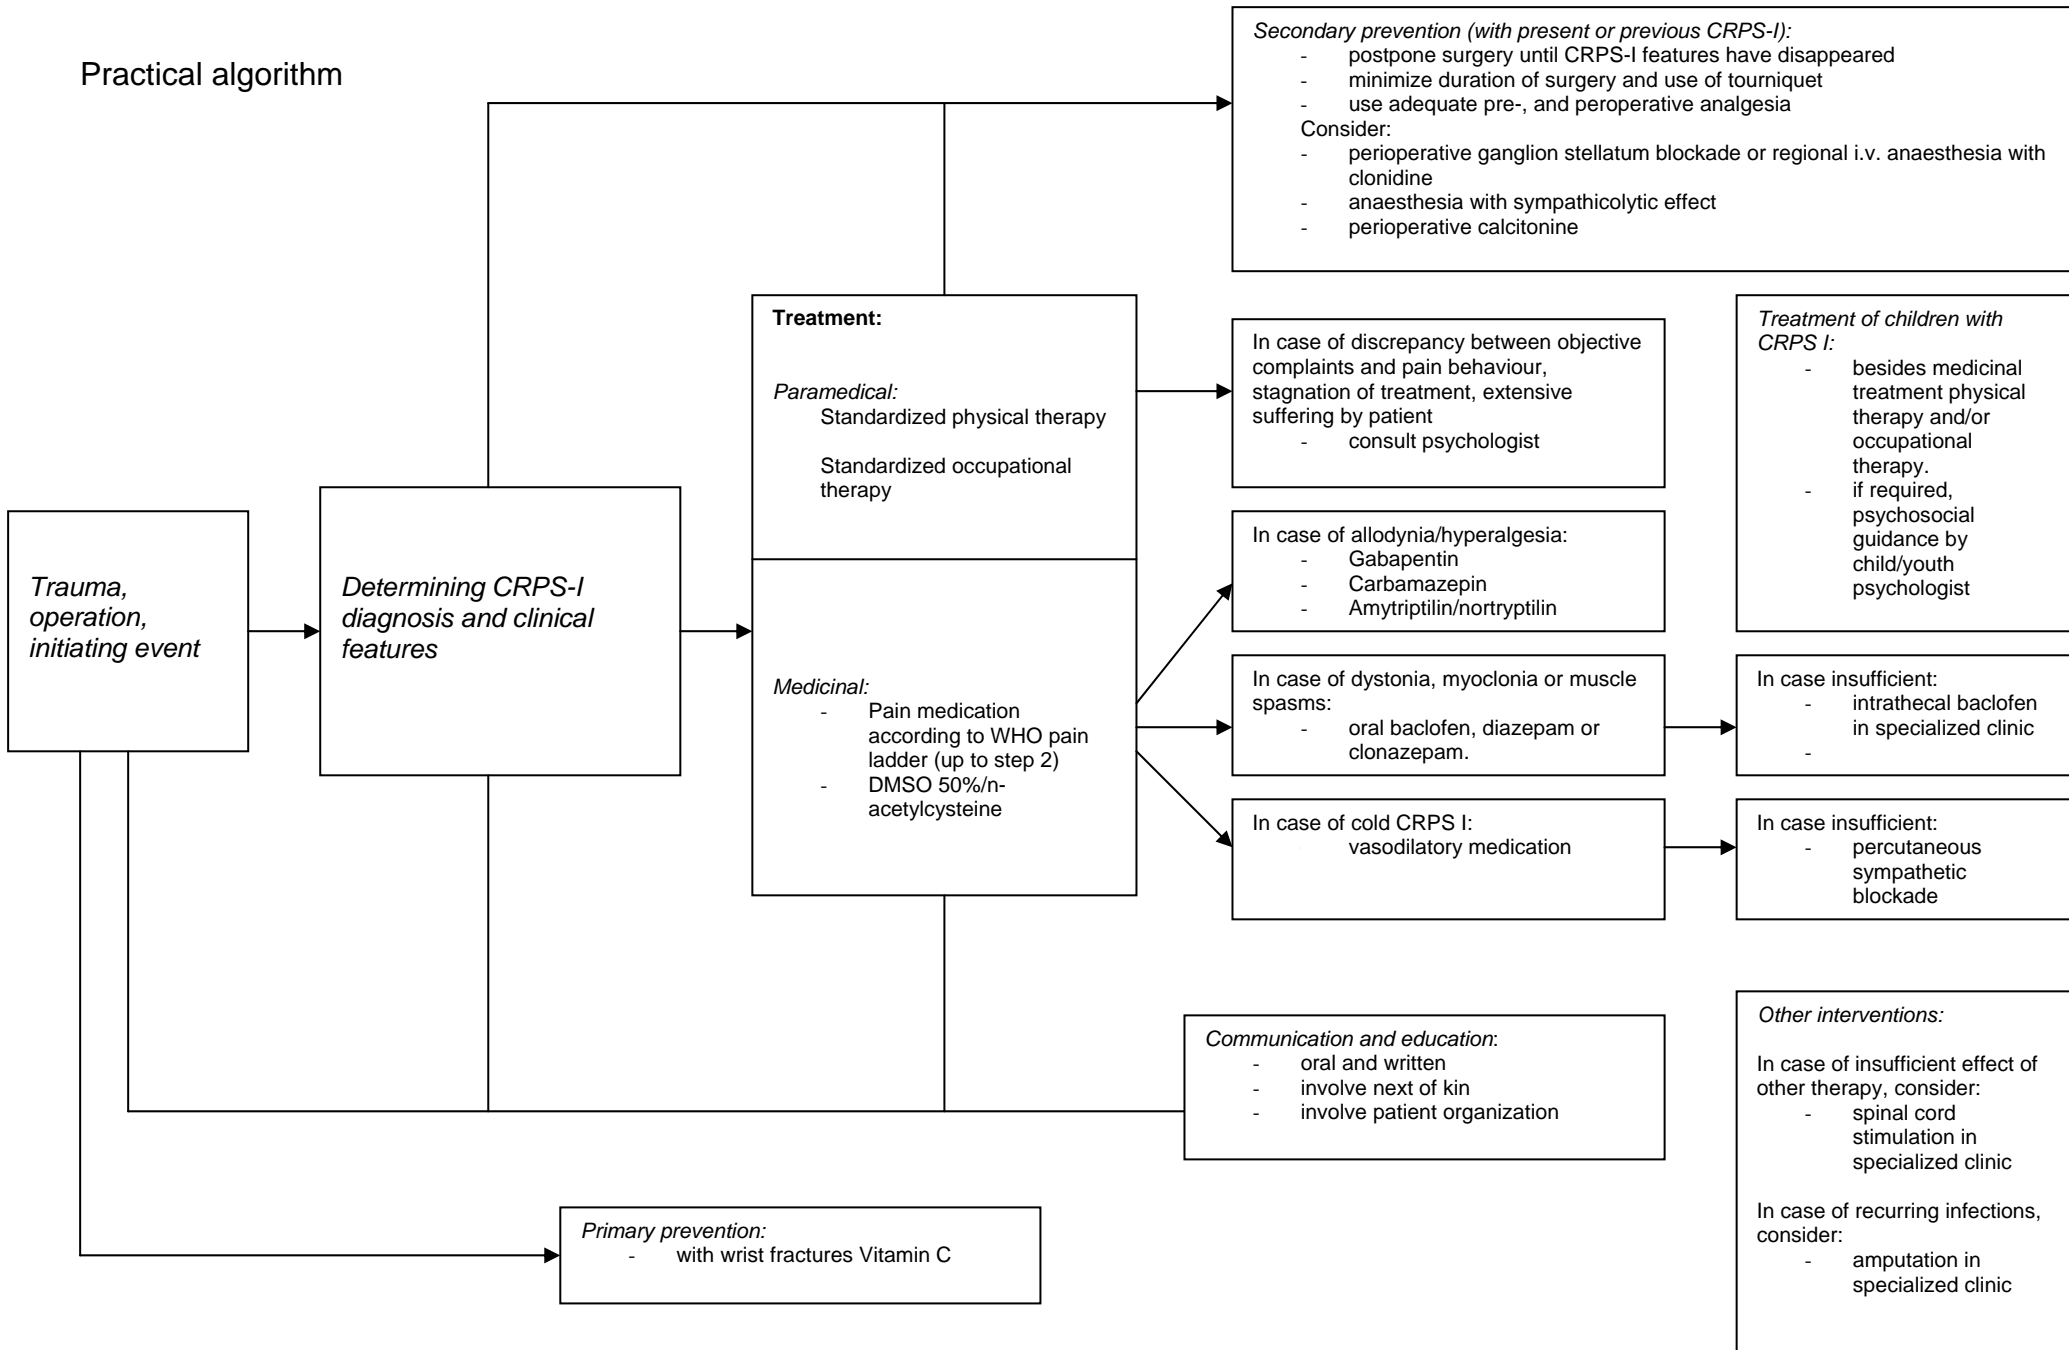 Practical algorithm
Secondary prevention (with present or previous CRPS-I):
- postpone surgery until CRPS-I features have disappeared
- minimize duration of surgery and use of tourniquet
- use adequate pre-, and peroperative analgesia
Consider:
- perioperative ganglion stellatum blockade or regional i.v. anaesthesia with
clonidine
- anaesthesia with sympathicolytic effect
- perioperative calcitonine
Trauma,
operation,
initiating event
Determining CRPS-I
diagnosis and clinical
features
Treatment:
Paramedical:
Standardized physical therapy
Standardized occupational
therapy
Medicinal:
- Pain medication
according to WHO pain
ladder (up to step 2)
- DMSO 50%/n-
acetylcysteine
In case of discrepancy between objective
complaints and pain behaviour,
stagnation of treatment, extensive
suffering by patient
- consult psychologist
In case of allodynia/hyperalgesia:
- Gabapentin
- Carbamazepin
- Amytriptilin/nortryptilin
In case of dystonia, myoclonia or muscle
spasms:
- oral baclofen, diazepam or
clonazepam.
In case of cold CRPS I:
vasodilatory medication
Treatment of children with
CRPS I:
- besides medicinal
treatment physical
therapy and/or
occupational
therapy.
- if required,
psychosocial
guidance by
child/youth
psychologist
In case insufficient:
- intrathecal baclofen
in specialized clinic
-
In case insufficient:
- percutaneous
sympathetic
blockade
Communication and education:
- oral and written
- involve next of kin
- involve patient organization
Other interventions:
In case of insufficient effect of
other therapy, consider:
- spinal cord
stimulation in
specialized clinic
In case of recurring infections,
consider:
- amputation in
specialized clinic
Primary prevention:
- with wrist fractures Vitamin C